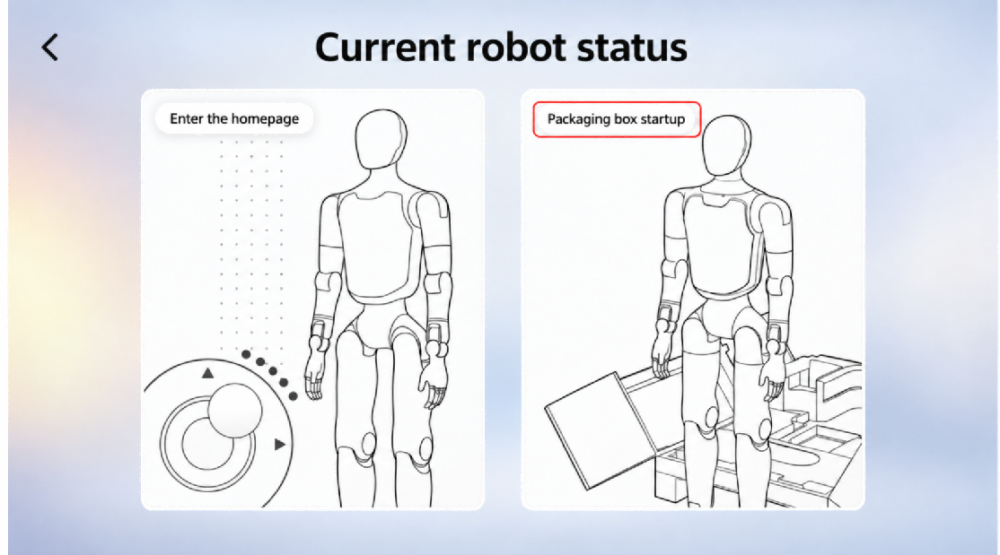 Current robot status
Enter the homepage
Packaging box startup